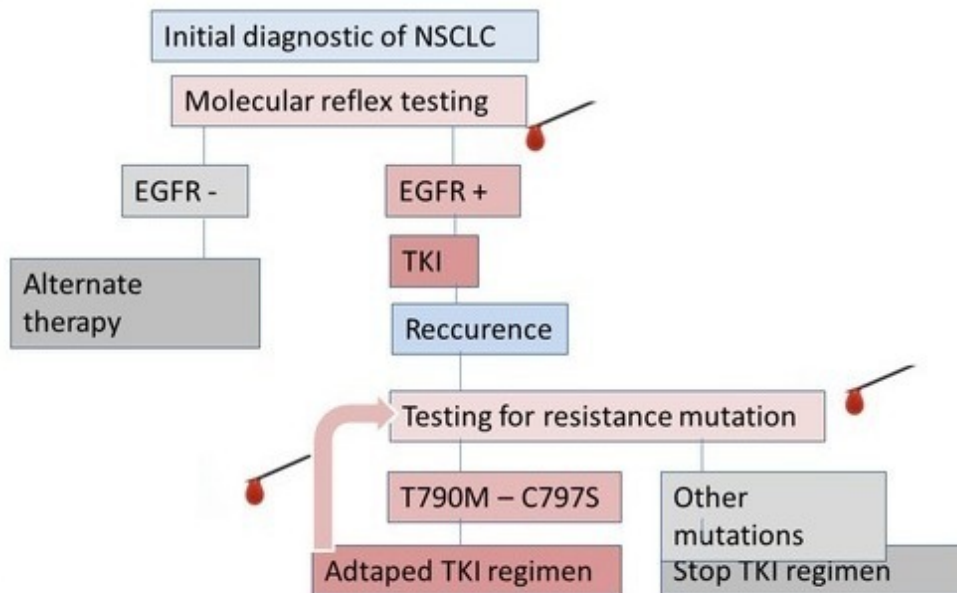 Initial diagnostic of NSCLC
Molecular reflex testing
EGFR -
EGFR +
TKI
Alternate
therapy
Reccurence
Testing for resistance mutation
T790M – C797S
Other
mutations
Adtaped TKI regimen
Stop TKI regimen